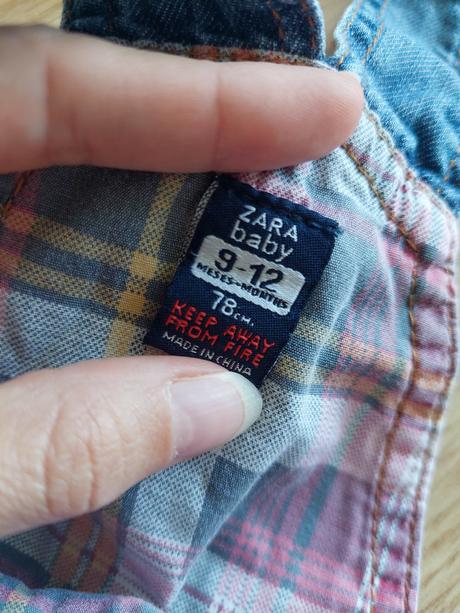 ZARA
baby
9-12
MESES-MONTHS
78CM.
KEEP AWAY
FROM FIRE
MADE IN CHINA